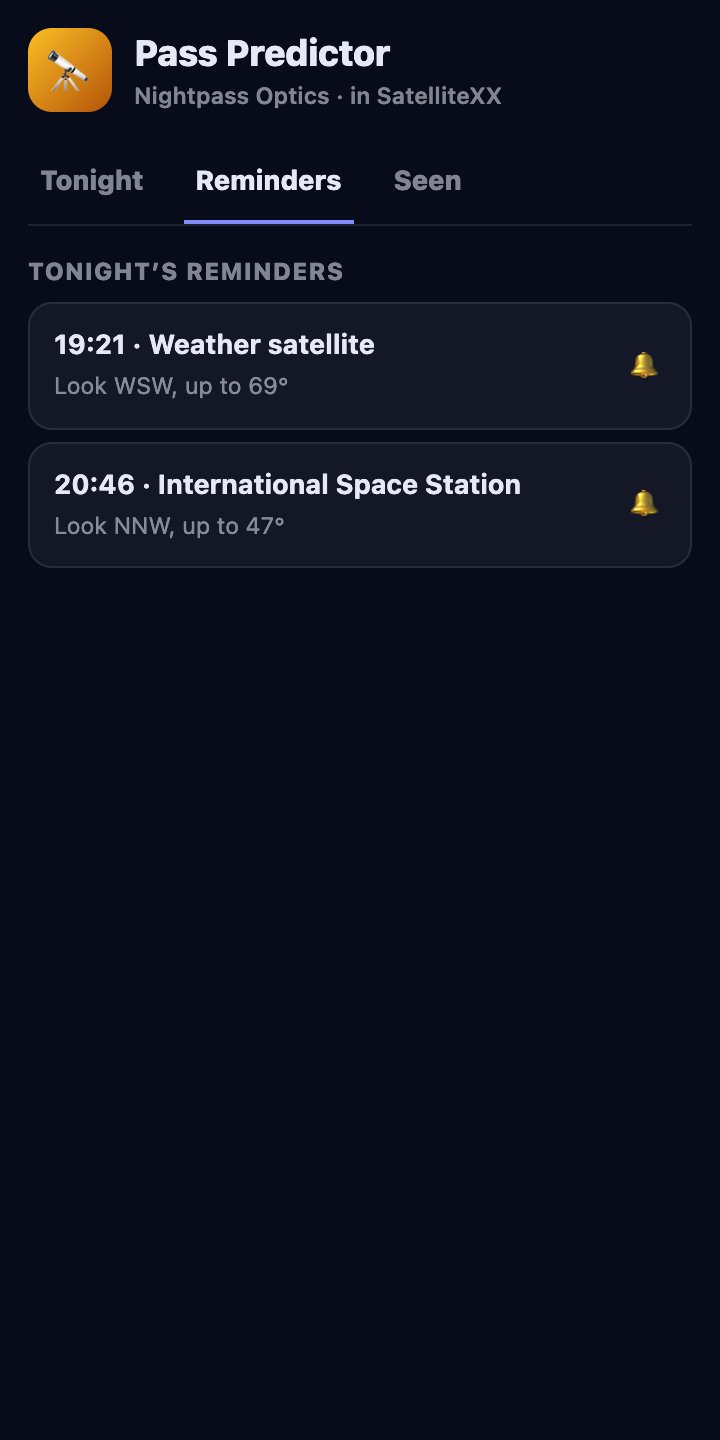 Pass Predictor
Nightpass Optics · in SatelliteXX
Tonight
Reminders
Seen
TONIGHT’S REMINDERS
19:21 · Weather satellite
Look WSW, up to 69°
20:46 · International Space Station
Look NNW, up to 47°